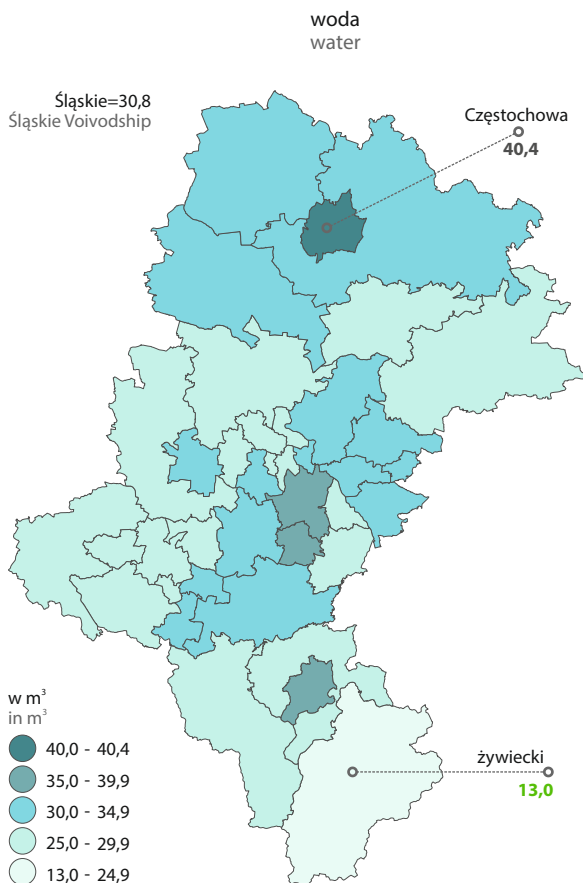 woda
water
Śląskie=30,8
Śląskie Voivodship
Częstochowa
40,4
żywiecki
13,0
w m³
in m³
40,0 - 40,4
35,0 - 39,9
30,0 - 34,9
25,0 - 29,9
13,0 - 24,9